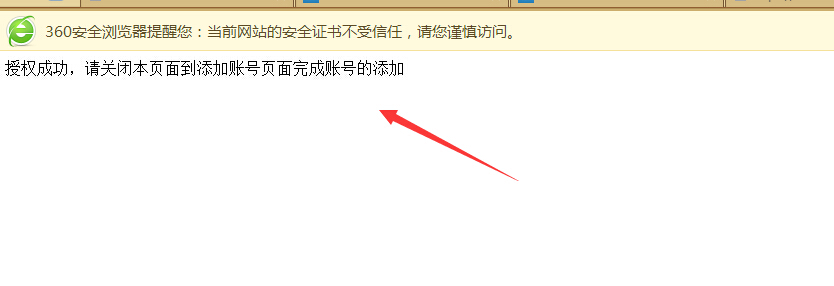 360安全浏览器提醒您：当前网站的安全证书不受信任，请您谨慎访问。
授权成功，请关闭本页面到添加账号页面完成账号的添加